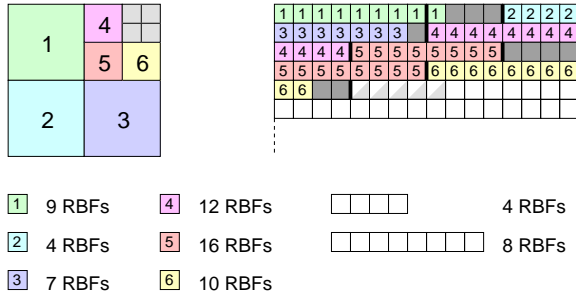 4
1
5 6
2 3
1 1 1 1 1 1 1 1 1 2 2 2 2
3 3 3 3 3 3 3 4 4 4 4 4 4 4 4
4 4 4 4 5 5 5 5 5 5 5 5
5 5 5 5 5 5 5 5 6 6 6 6 6 6 6 6
6 6
1 9 RBFs 4 12 RBFs 4 RBFs
2 4 RBFs 5 16 RBFs 8 RBFs
3 7 RBFs 6 10 RBFs